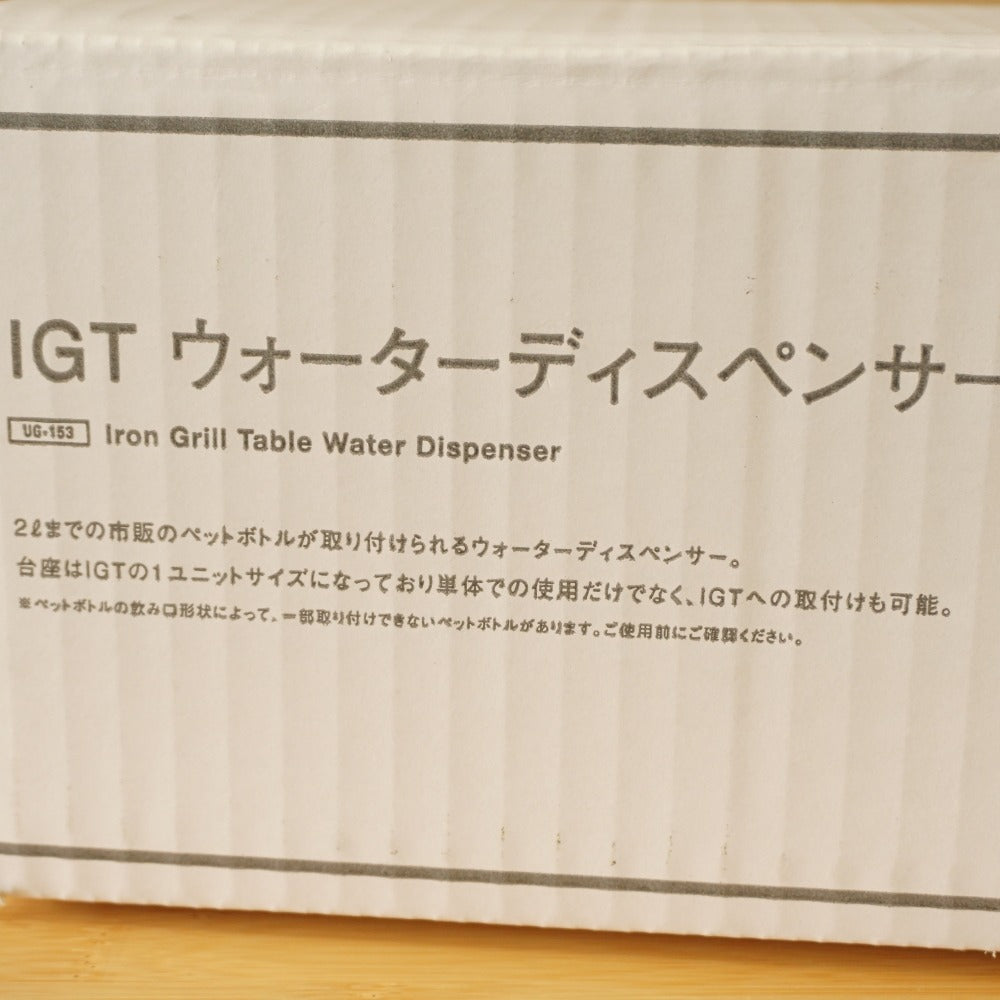 IGT ウォーターディスペンサー
UG-153 Iron Grill Table Water Dispenser
2ℓまでの市販のペットボトルが取り付けられるウォーターディスペンサー。
台座はIGTの1ユニットサイズになっており単体での使用だけでなく、IGTへの取付けも可能。
※ペットボトルの飲み口形状によって、一部取り付けできないペットボトルがあります。ご使用前にご確認ください。